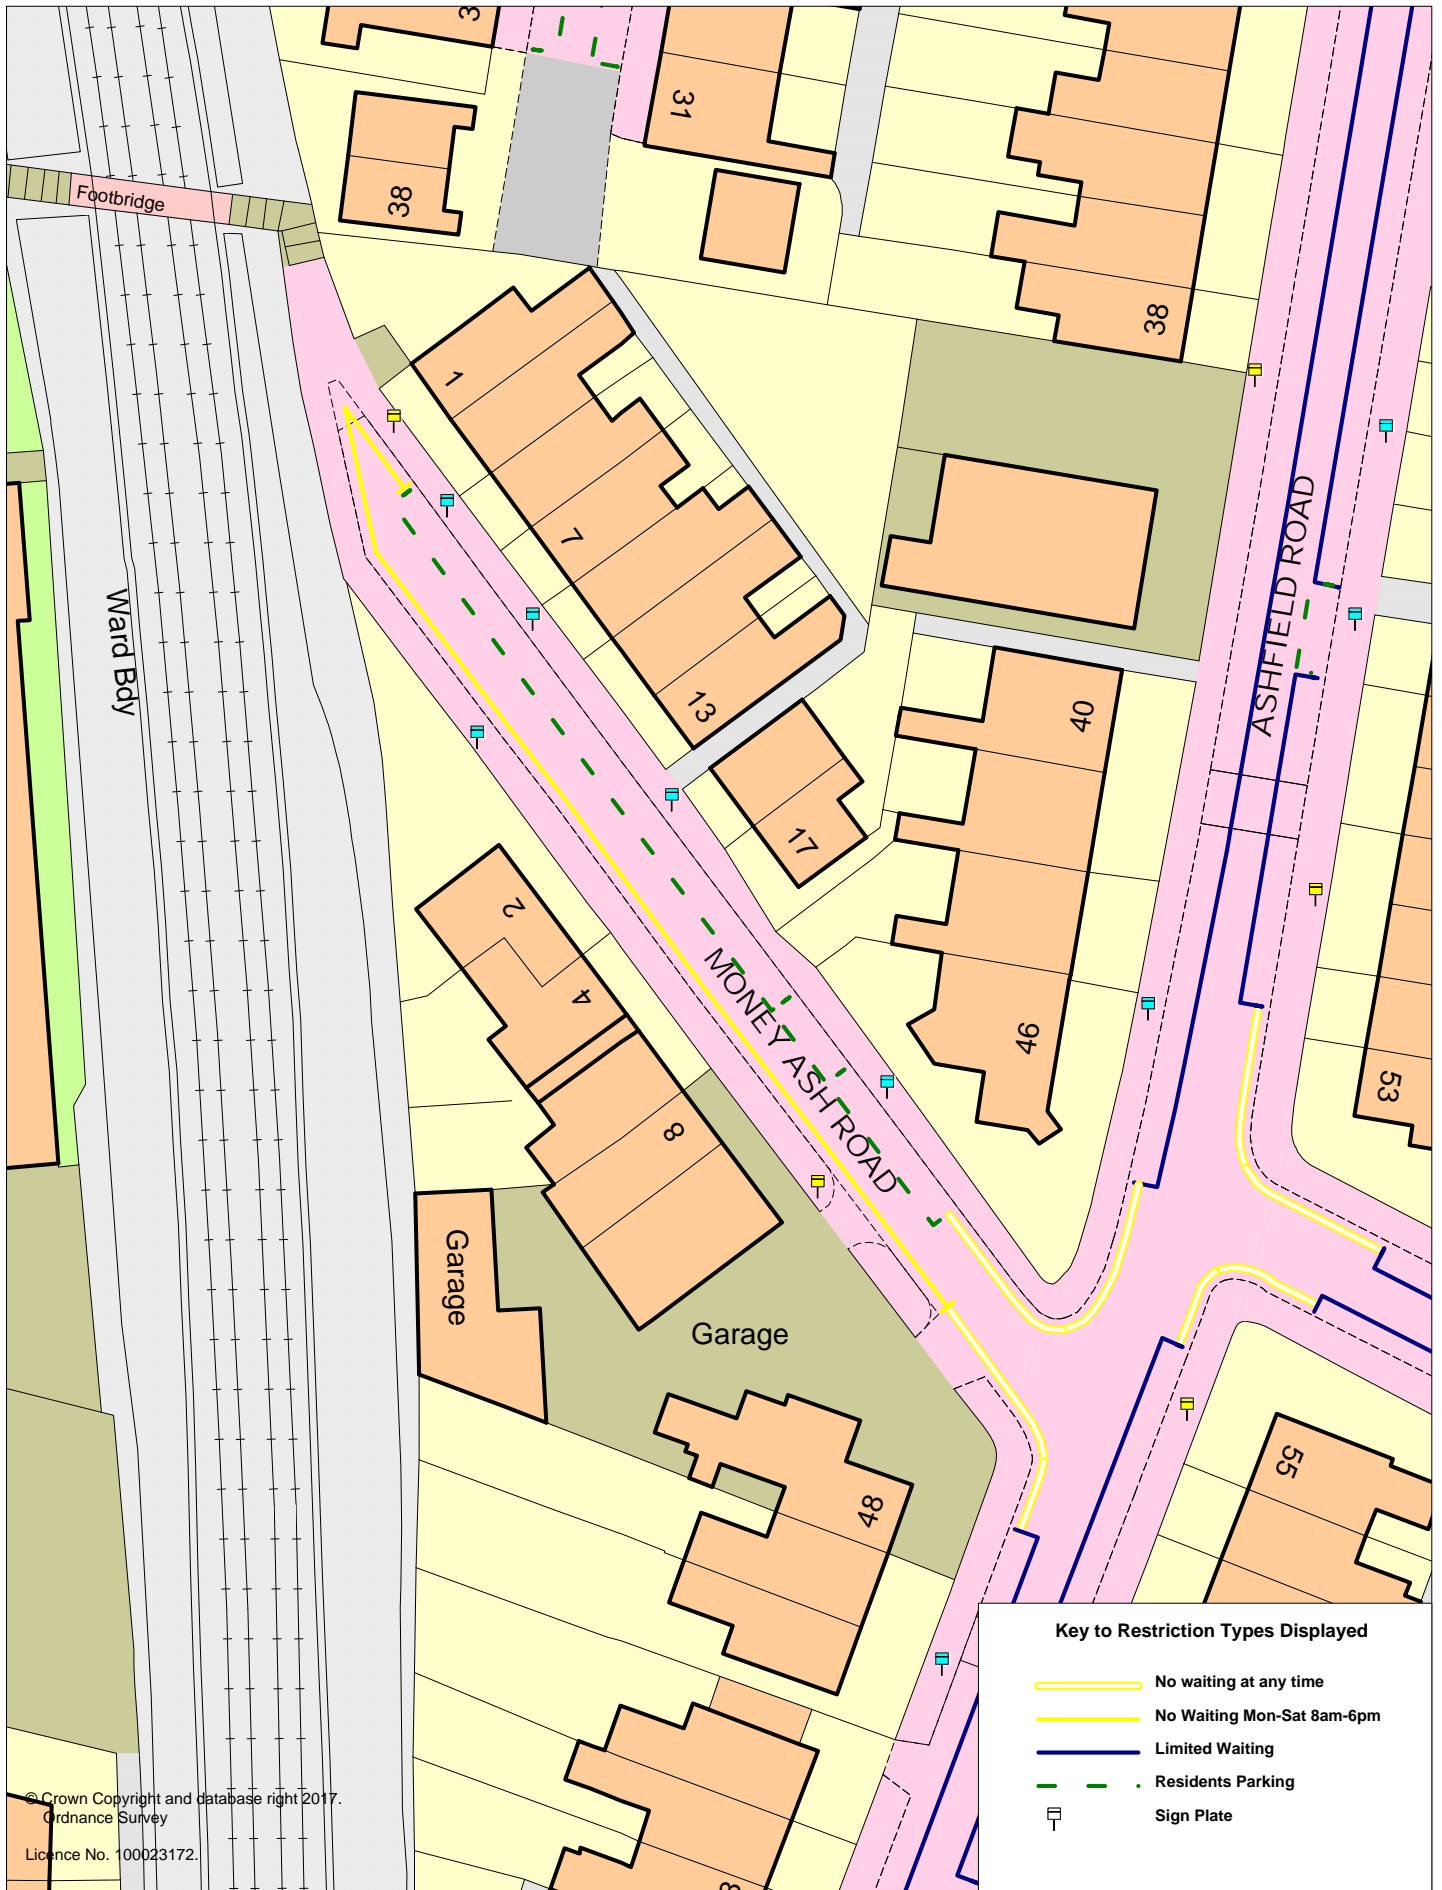 3
31
38
Footbridge
38
1
7
ASHFIELD ROAD
Ward Bdy
13
40
17
2
4
MONEY ASH ROAD
46
53
8
Garage
Garage
48
55
Key to Restriction Types Displayed
No waiting at any time
No Waiting Mon-Sat 8am-6pm
Limited Waiting
Residents Parking
Sign Plate
© Crown Copyright and database right 2017.
Ordnance Survey
Licence No. 100023172.